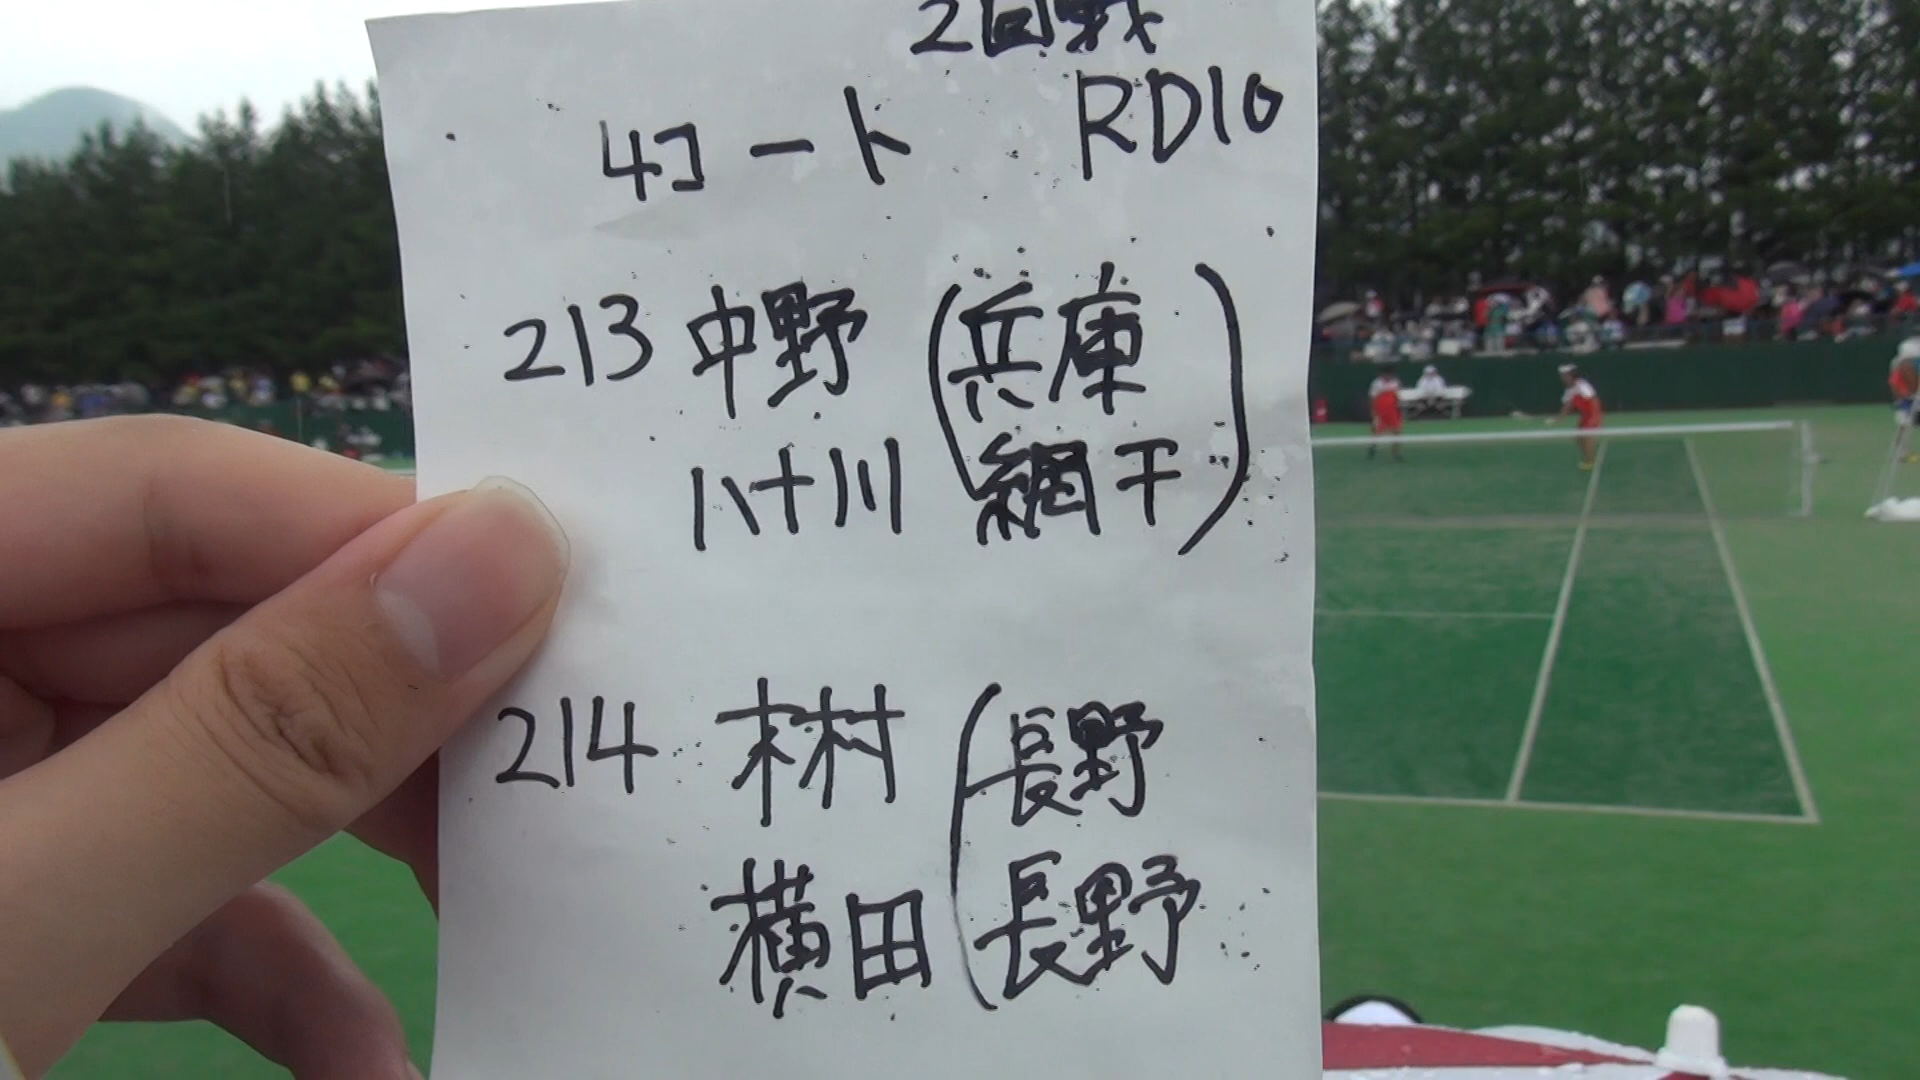 2回戦
4コート RD10
213 中野 (兵庫
八十川 網干)
214 木村 (長野
横田 長野